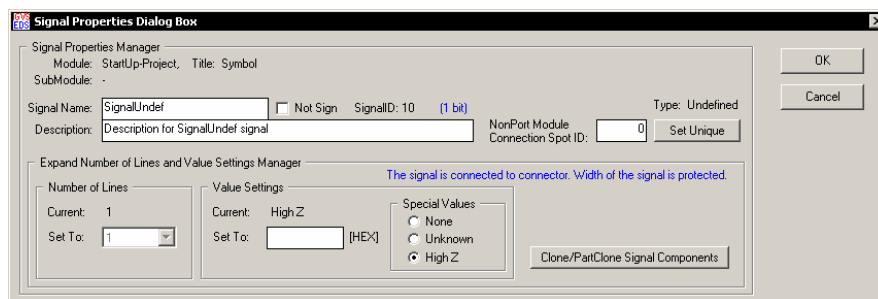 GVS EDS Signal Properties Dialog Box
Signal Properties Manager
Module: StartUp-Project, Title: Symbol
SubModule: -
OK
Cancel
Signal Name: SignalUndef Not Sign SignalID: 10 (1 bit) Type: Undefined
Description: Description for SignalUndef signal NonPort Module Connection Spot ID: 0 Set Unique
Expand Number of Lines and Value Settings Manager
The signal is connected to connector. Width of the signal is protected.
Number of Lines
Current: 1
Set To: 1
Value Settings
Current: High Z
Set To: [HEX]
Special Values
None
Unknown
High Z
Clone/PartClone Signal Components